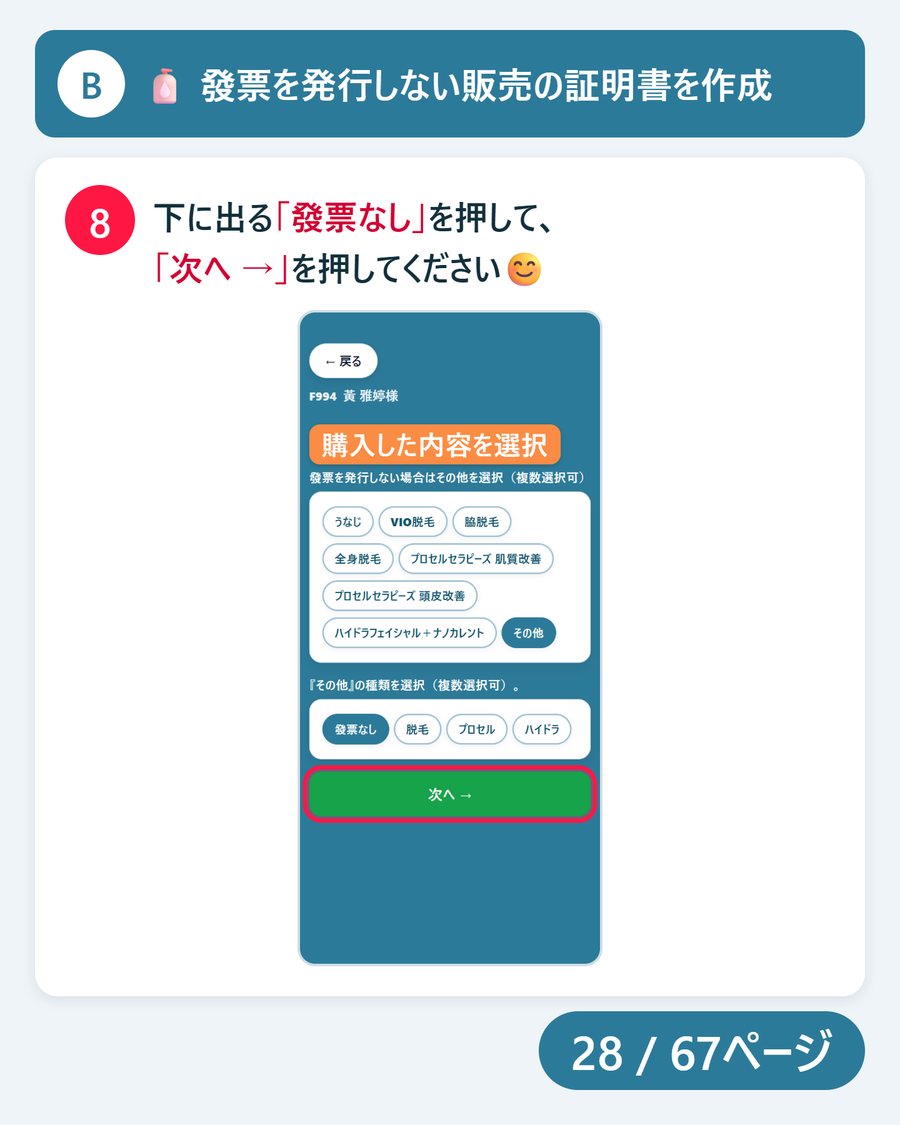 B
發票を発行しない販売の証明書を作成
8
下に出る「發票なし」を押して、
「次へ →」を押してください
← 戻る
F994 黃 雅婷様
購入した内容を選択
發票を発行しない場合はその他を選択（複数選択可）
うなじ VIO脱毛 脇脱毛
全身脱毛 プロセルセラピーズ 肌質改善
プロセルセラピーズ 頭皮改善
ハイドラフェイシャル＋ナノカレント その他
『その他』の種類を選択（複数選択可）。
發票なし 脱毛 プロセル ハイドラ
次へ →
28 / 67ページ